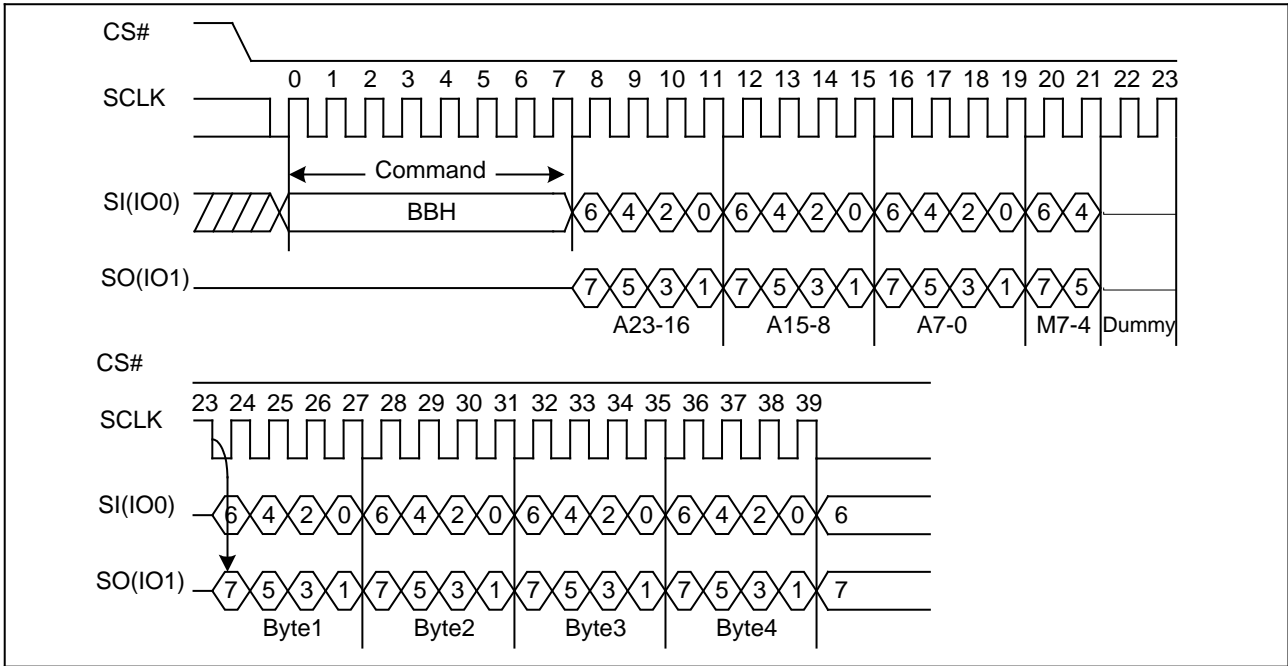 CS#
0 1 2 3 4 5 6 7 8 9 10 11 12 13 14 15 16 17 18 19 20 21 22 23
SCLK
Command
SI(IO0) BBH 6 4 2 0 6 4 2 0 6 4 2 0 6 4
SO(IO1) 7 5 3 1 7 5 3 1 7 5 3 1 7 5
A23-16 A15-8 A7-0 M7-4 Dummy
CS#
23 24 25 26 27 28 29 30 31 32 33 34 35 36 37 38 39
SCLK
SI(IO0) 6 4 2 0 6 4 2 0 6 4 2 0 6 4 2 0 6
SO(IO1) 7 5 3 1 7 5 3 1 7 5 3 1 7 5 3 1 7
Byte1 Byte2 Byte3 Byte4